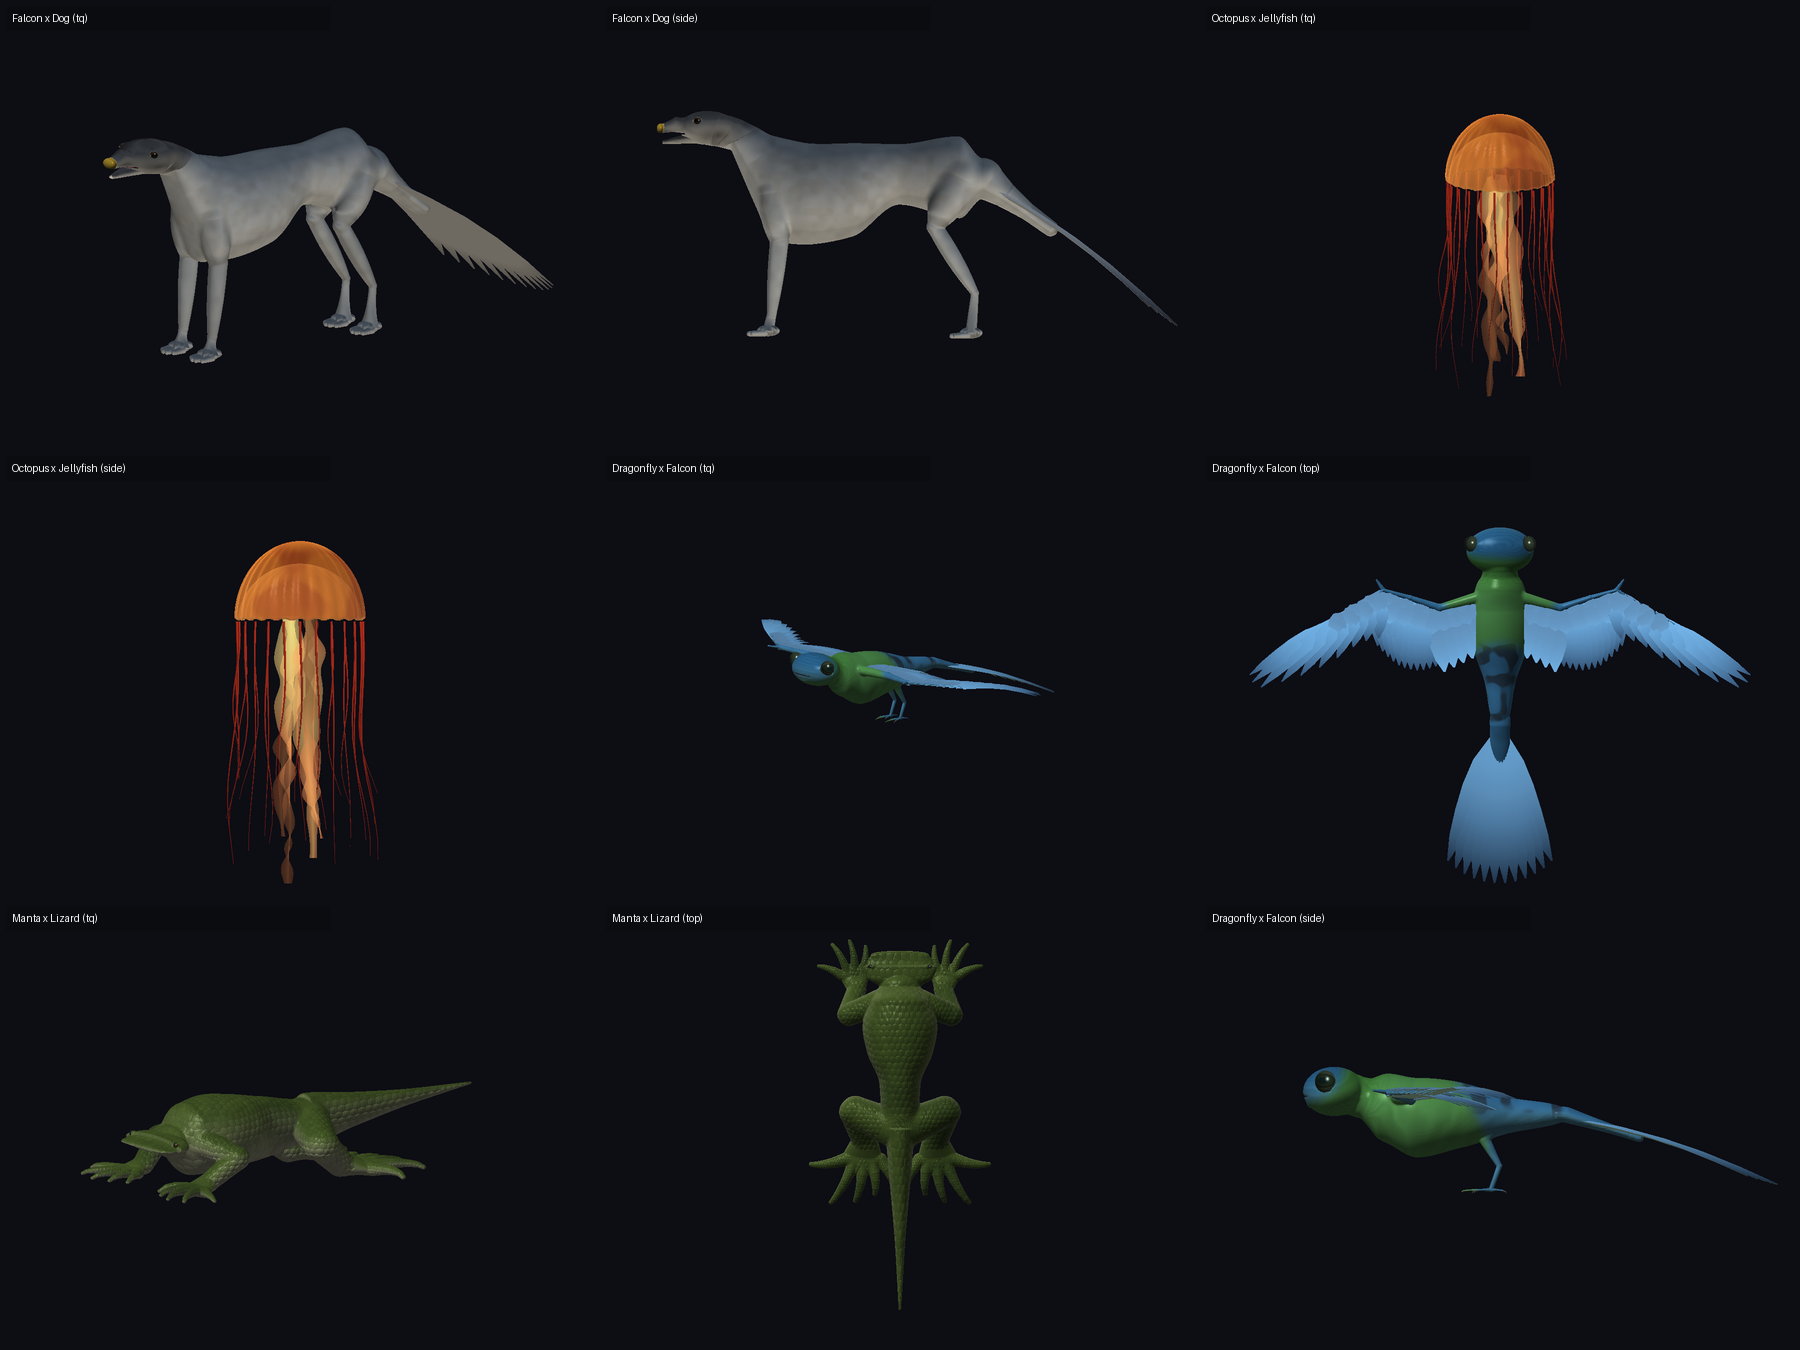 Falcon x Dog (tq)
Falcon x Dog (side)
Octopus x Jellyfish (tq)
Octopus x Jellyfish (side)
Dragonfly x Falcon (tq)
Dragonfly x Falcon (top)
Manta x Lizard (tq)
Manta x Lizard (top)
Dragonfly x Falcon (side)